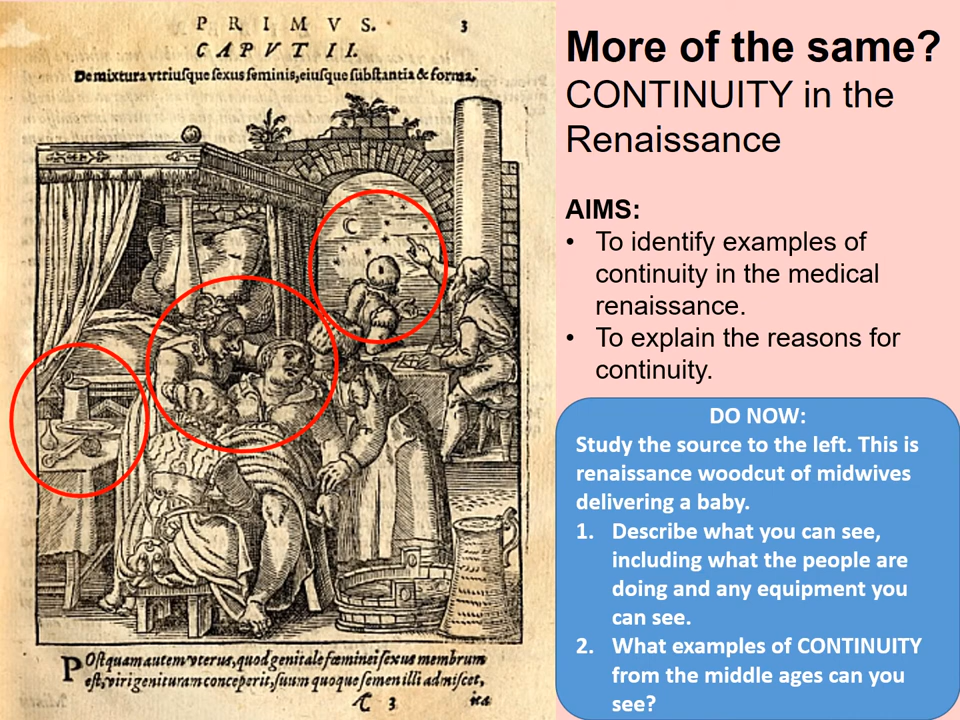 P R I M V S. 3
C A P V T I I.
De mixtura vtriusque sexus seminis, eiusque substantia & forma.
POstquam autem vterus, quod genitale fœminei sexus membrum
est, viri genituram conceperit, suum quoque semen illi admiscet,
3 ita
More of the same?
CONTINUITY in the
Renaissance
AIMS:
• To identify examples of
continuity in the medical
renaissance.
• To explain the reasons for
continuity.
DO NOW:
Study the source to the left. This is
renaissance woodcut of midwives
delivering a baby.
1. Describe what you can see,
including what the people are
doing and any equipment you
can see.
2. What examples of CONTINUITY
from the middle ages can you
see?